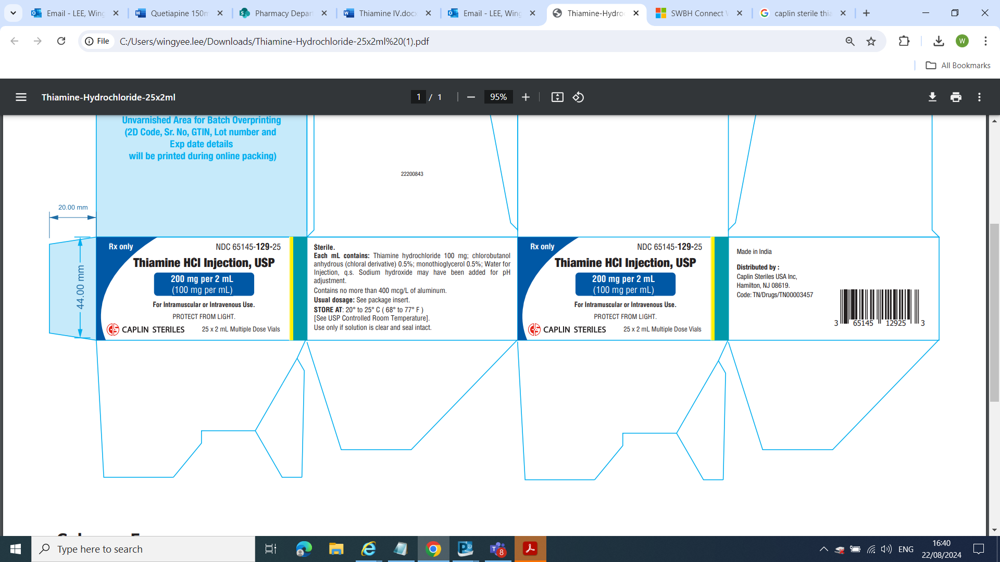 Email - LEE, Wing
Quetiapine 150m
Pharmacy Depar
Thiamine IV.docx
Email - LEE, Wing
Thiamine-Hydro
SWBH Connect
caplin sterile thia
File
C:/Users/wingyee.lee/Downloads/Thiamine-Hydrochloride-25x2ml%20(1).pdf
W
All Bookmarks
Thiamine-Hydrochloride-25x2ml
1 / 1
95%
Unvarnished Area for Batch Overprinting
(2D Code, Sr. No, GTIN, Lot number and
Exp date details
will be printed during online packing)
22200843
20.00 mm
44.00 mm
Rx only
NDC 65145-129-25
Thiamine HCl Injection, USP
200 mg per 2 mL
(100 mg per mL)
For Intramuscular or Intravenous Use.
PROTECT FROM LIGHT.
CAPLIN STERILES
25 x 2 mL Multiple Dose Vials
Sterile.
Each mL contains: Thiamine hydrochloride 100 mg; chlorobutanol
anhydrous (chloral derivative) 0.5%; monothioglycerol 0.5%; Water for
Injection, q.s. Sodium hydroxide may have been added for pH
adjustment.
Contains no more than 400 mcg/L of aluminum.
Usual dosage: See package insert.
STORE AT: 20° to 25° C ( 68° to 77° F )
[See USP Controlled Room Temperature].
Use only if solution is clear and seal intact.
Rx only
NDC 65145-129-25
Thiamine HCl Injection, USP
200 mg per 2 mL
(100 mg per mL)
For Intramuscular or Intravenous Use.
PROTECT FROM LIGHT.
CAPLIN STERILES
25 x 2 mL Multiple Dose Vials
Made in India
Distributed by :
Caplin Steriles USA Inc,
Hamilton, NJ 08619.
Code: TN/Drugs/TN00003457
3 65145 12925 3
Type here to search
8
ENG
16:40
22/08/2024